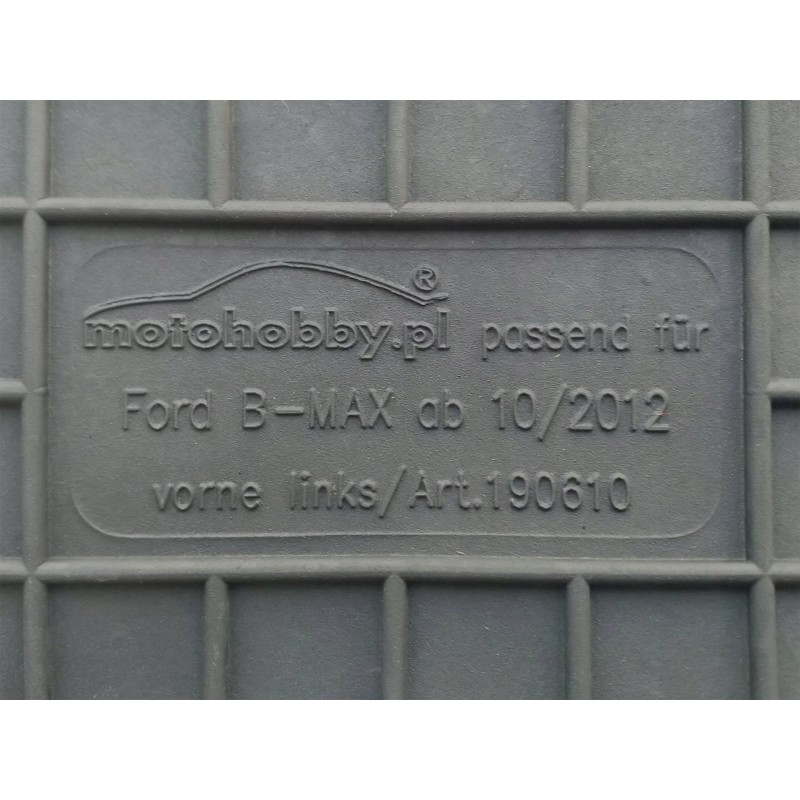 motohobby.pl® passend für
Ford B-MAX ab 10/2012
vorne links/Art.190610